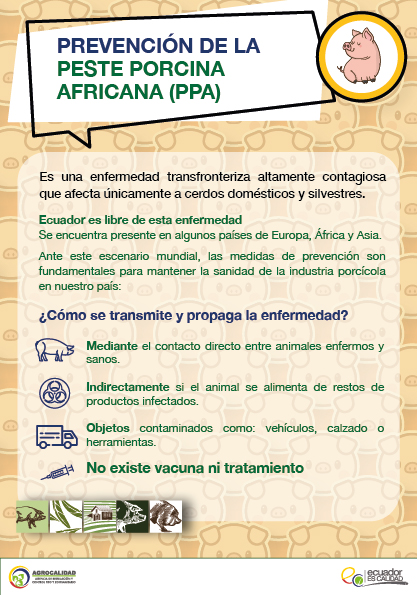 PREVENCIÓN DE LA
PESTE PORCINA
AFRICANA (PPA)
Es una enfermedad transfronteriza altamente contagiosa
que afecta únicamente a cerdos domésticos y silvestres.
Ecuador es libre de esta enfermedad
Se encuentra presente en algunos países de Europa, África y Asia.
Ante este escenario mundial, las medidas de prevención son
fundamentales para mantener la sanidad de la industria porcícola
en nuestro país:
¿Cómo se transmite y propaga la enfermedad?
Mediante el contacto directo entre animales enfermos y
sanos.
Indirectamente si el animal se alimenta de restos de
productos infectados.
Objetos contaminados como: vehículos, calzado o
herramientas.
No existe vacuna ni tratamiento
AGROCALIDAD
AGENCIA DE REGULACIÓN Y
CONTROL FITO Y ZOOSANITARIO
ecuador
ES CALIDAD